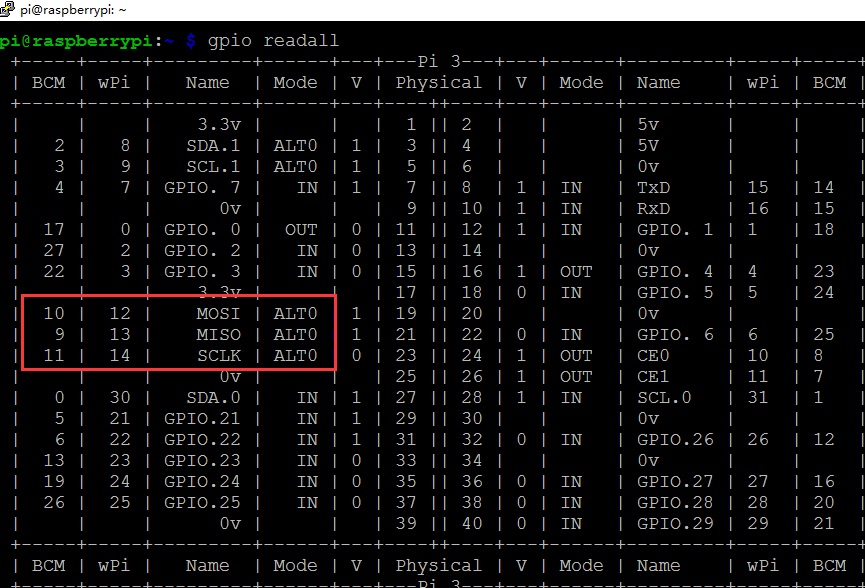 pi@raspberrypi: ~
pi@raspberrypi:~ $ gpio readall
+-----+-----+---------+------+---+---Pi 3---+---+------+---------+-----+-----+
| BCM | wPi |   Name  | Mode | V | Physical | V | Mode | Name    | wPi | BCM |
+-----+-----+---------+------+---+----++----+---+------+---------+-----+-----+
|     |     |    3.3v |      |   |  1 || 2  |   |      | 5v      |     |     |
|   2 |   8 |   SDA.1 | ALT0 | 1 |  3 || 4  |   |      | 5V      |     |     |
|   3 |   9 |   SCL.1 | ALT0 | 1 |  5 || 6  |   |      | 0v      |     |     |
|   4 |   7 | GPIO. 7 |   IN | 1 |  7 || 8  | 1 | IN   | TxD     | 15  | 14  |
|     |     |      0v |      |   |  9 || 10 | 1 | IN   | RxD     | 16  | 15  |
|  17 |   0 | GPIO. 0 |  OUT | 0 | 11 || 12 | 1 | IN   | GPIO. 1 | 1   | 18  |
|  27 |   2 | GPIO. 2 |   IN | 0 | 13 || 14 |   |      | 0v      |     |     |
|  22 |   3 | GPIO. 3 |   IN | 0 | 15 || 16 | 1 | OUT  | GPIO. 4 | 4   | 23  |
|     |     |    3.3v |      |   | 17 || 18 | 0 | IN   | GPIO. 5 | 5   | 24  |
|  10 |  12 |    MOSI | ALT0 | 1 | 19 || 20 |   |      | 0v      |     |     |
|   9 |  13 |    MISO | ALT0 | 1 | 21 || 22 | 0 | IN   | GPIO. 6 | 6   | 25  |
|  11 |  14 |    SCLK | ALT0 | 0 | 23 || 24 | 1 | OUT  | CE0     | 10  | 8   |
|     |     |      0v |      |   | 25 || 26 | 1 | OUT  | CE1     | 11  | 7   |
|   0 |  30 |   SDA.0 |   IN | 1 | 27 || 28 | 1 | IN   | SCL.0   | 31  | 1   |
|   5 |  21 | GPIO.21 |   IN | 1 | 29 || 30 |   |      | 0v      |     |     |
|   6 |  22 | GPIO.22 |   IN | 1 | 31 || 32 | 0 | IN   | GPIO.26 | 26  | 12  |
|  13 |  23 | GPIO.23 |   IN | 0 | 33 || 34 |   |      | 0v      |     |     |
|  19 |  24 | GPIO.24 |   IN | 0 | 35 || 36 | 0 | IN   | GPIO.27 | 27  | 16  |
|  26 |  25 | GPIO.25 |   IN | 0 | 37 || 38 | 0 | IN   | GPIO.28 | 28  | 20  |
|     |     |      0v |      |   | 39 || 40 | 0 | IN   | GPIO.29 | 29  | 21  |
+-----+-----+---------+------+---+----++----+---+------+---------+-----+-----+
| BCM | wPi |   Name  | Mode | V | Physical | V | Mode | Name    | wPi | BCM |
+-----+-----+---------+------+---+---Pi 3---+---+------+---------+-----+-----+